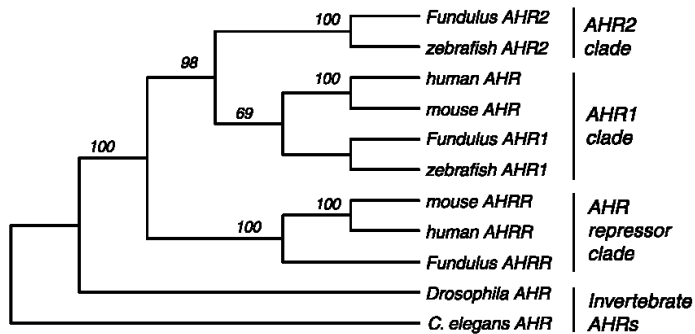 100
Fundulus AHR2
zebrafish AHR2
AHR2
clade
98
100
human AHR
mouse AHR
69
Fundulus AHR1
zebrafish AHR1
AHR1
clade
100
100
mouse AHRR
human AHRR
100
Fundulus AHRR
AHR
repressor
clade
Drosophila AHR
C. elegans AHR
Invertebrate
AHRs